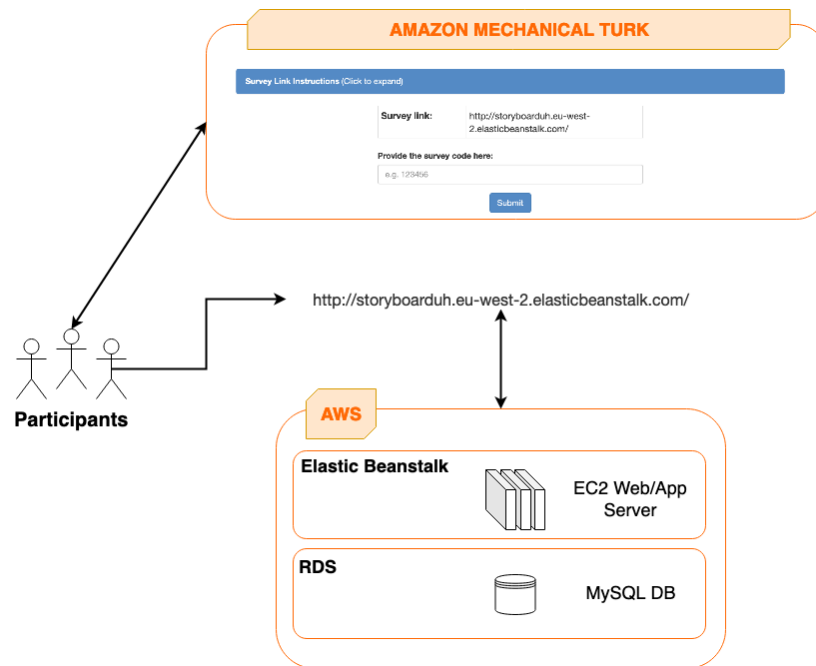 AMAZON MECHANICAL TURK
Survey Link Instructions (Click to expand)
Survey link:
http://storyboarduh.eu-west-
2.elasticbeanstalk.com/
Provide the survey code here:
e.g. 123456
Submit
http://storyboarduh.eu-west-2.elasticbeanstalk.com/
Participants
AWS
Elastic Beanstalk
EC2 Web/App
Server
RDS
MySQL DB